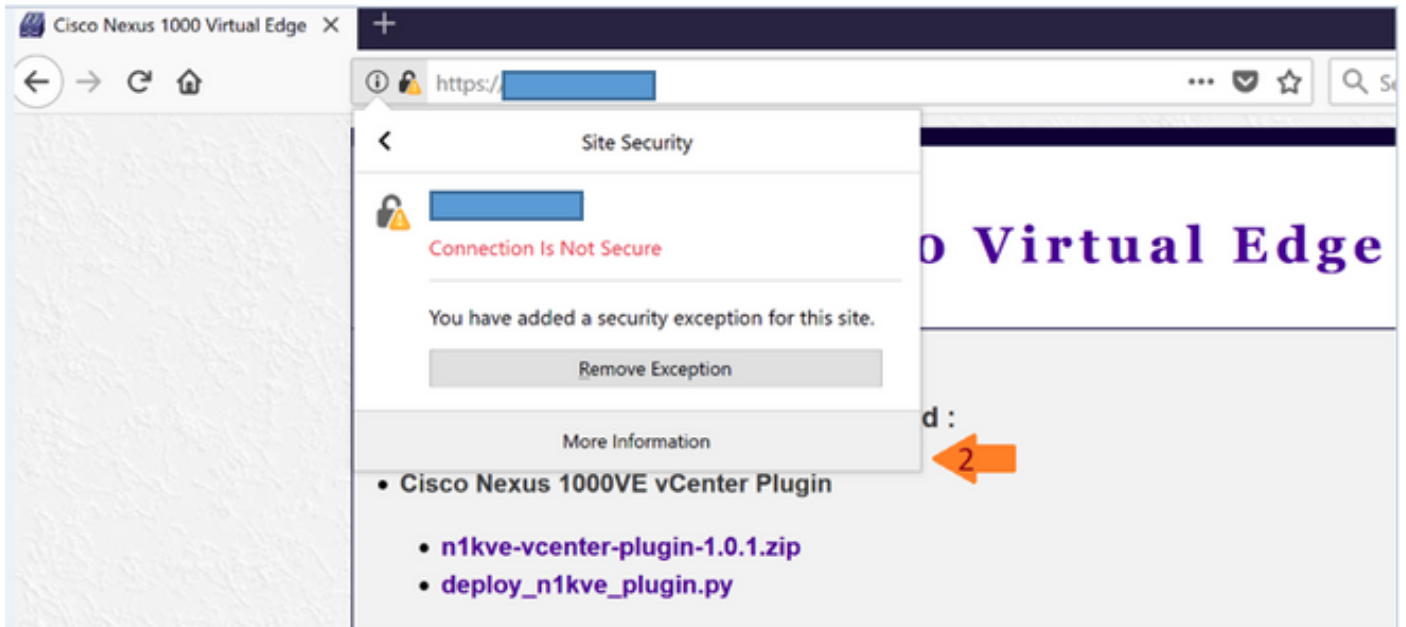 Cisco Nexus 1000 Virtual Edge
https://
Se
Site Security
Connection Is Not Secure
You have added a security exception for this site.
Remove Exception
More Information
o Virtual Edge
d :
2
Cisco Nexus 1000VE vCenter Plugin
n1kve-vcenter-plugin-1.0.1.zip
deploy_n1kve_plugin.py